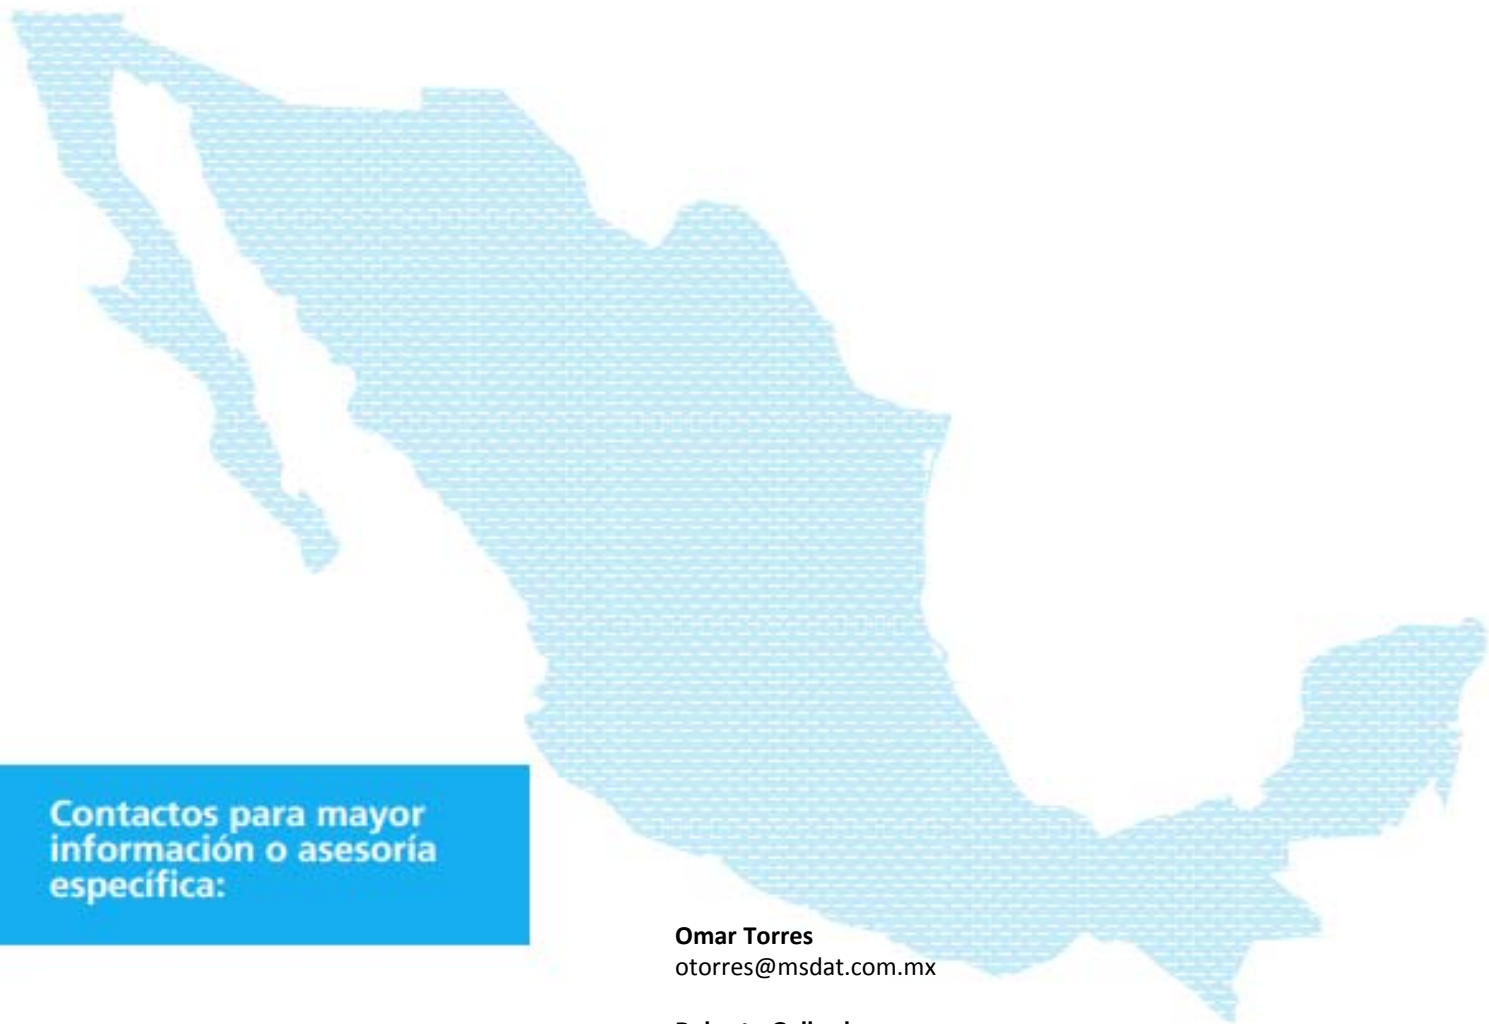 Contactos para mayor
información o asesoría
específica:
Omar Torres
otorres@msdat.com.mx